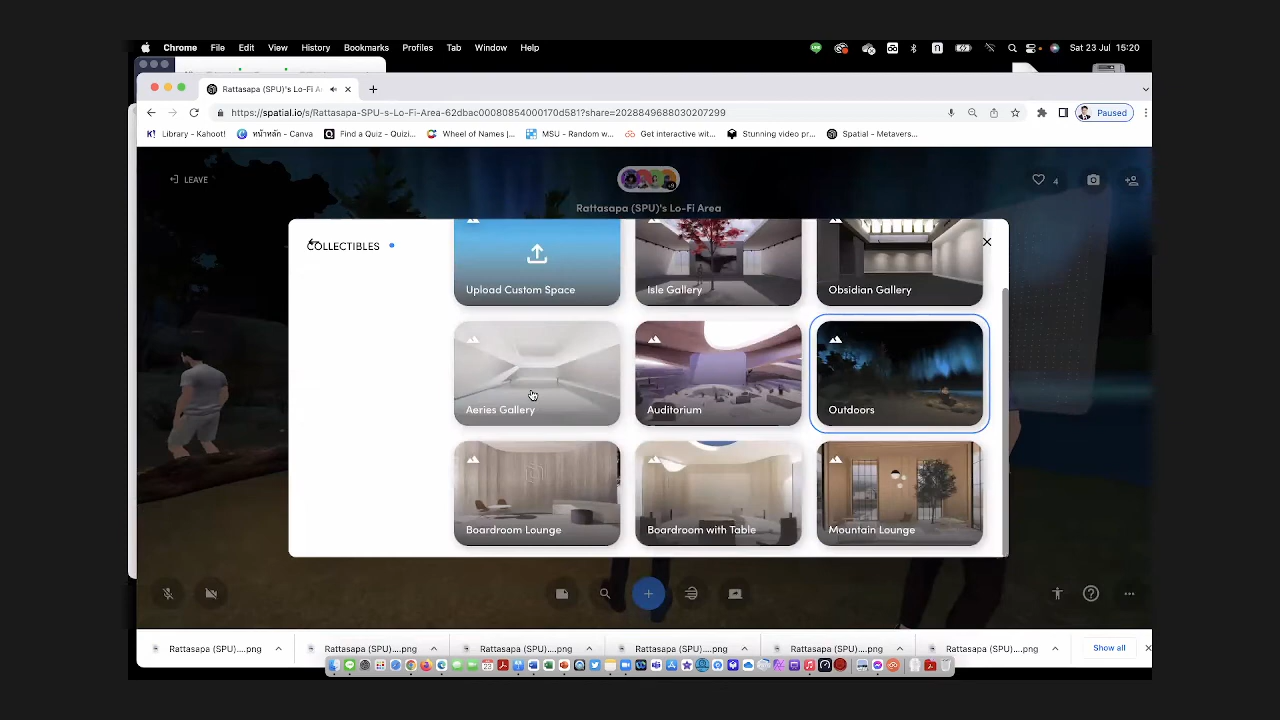 Chrome File Edit View History Bookmarks Profiles Tab Window Help Sat 23 Jul 15:20
Rattasapa (SPU)'s Lo-Fi A
https://spatial.io/s/Rattasapa-SPU-s-Lo-Fi-Area-62dbac00080854000170d581?share=2028849688030207299 Paused
Library - Kahoot! หน้าหลัก - Canva Find a Quiz - Quizi... Wheel of Names |... MSU - Random w... Get interactive wit... Stunning video pr... Spatial - Metavers...
LEAVE 4
Rattasapa (SPU)'s Lo-Fi Area
COLLECTIBLES
Upload Custom Space Isle Gallery Obsidian Gallery
Aeries Gallery Auditorium Outdoors
Boardroom Lounge Boardroom with Table Mountain Lounge
Rattasapa (SPU)....png Rattasapa (SPU)....png Rattasapa (SPU)....png Rattasapa (SPU)....png Rattasapa (SPU)....png Rattasapa (SPU)....png Show all